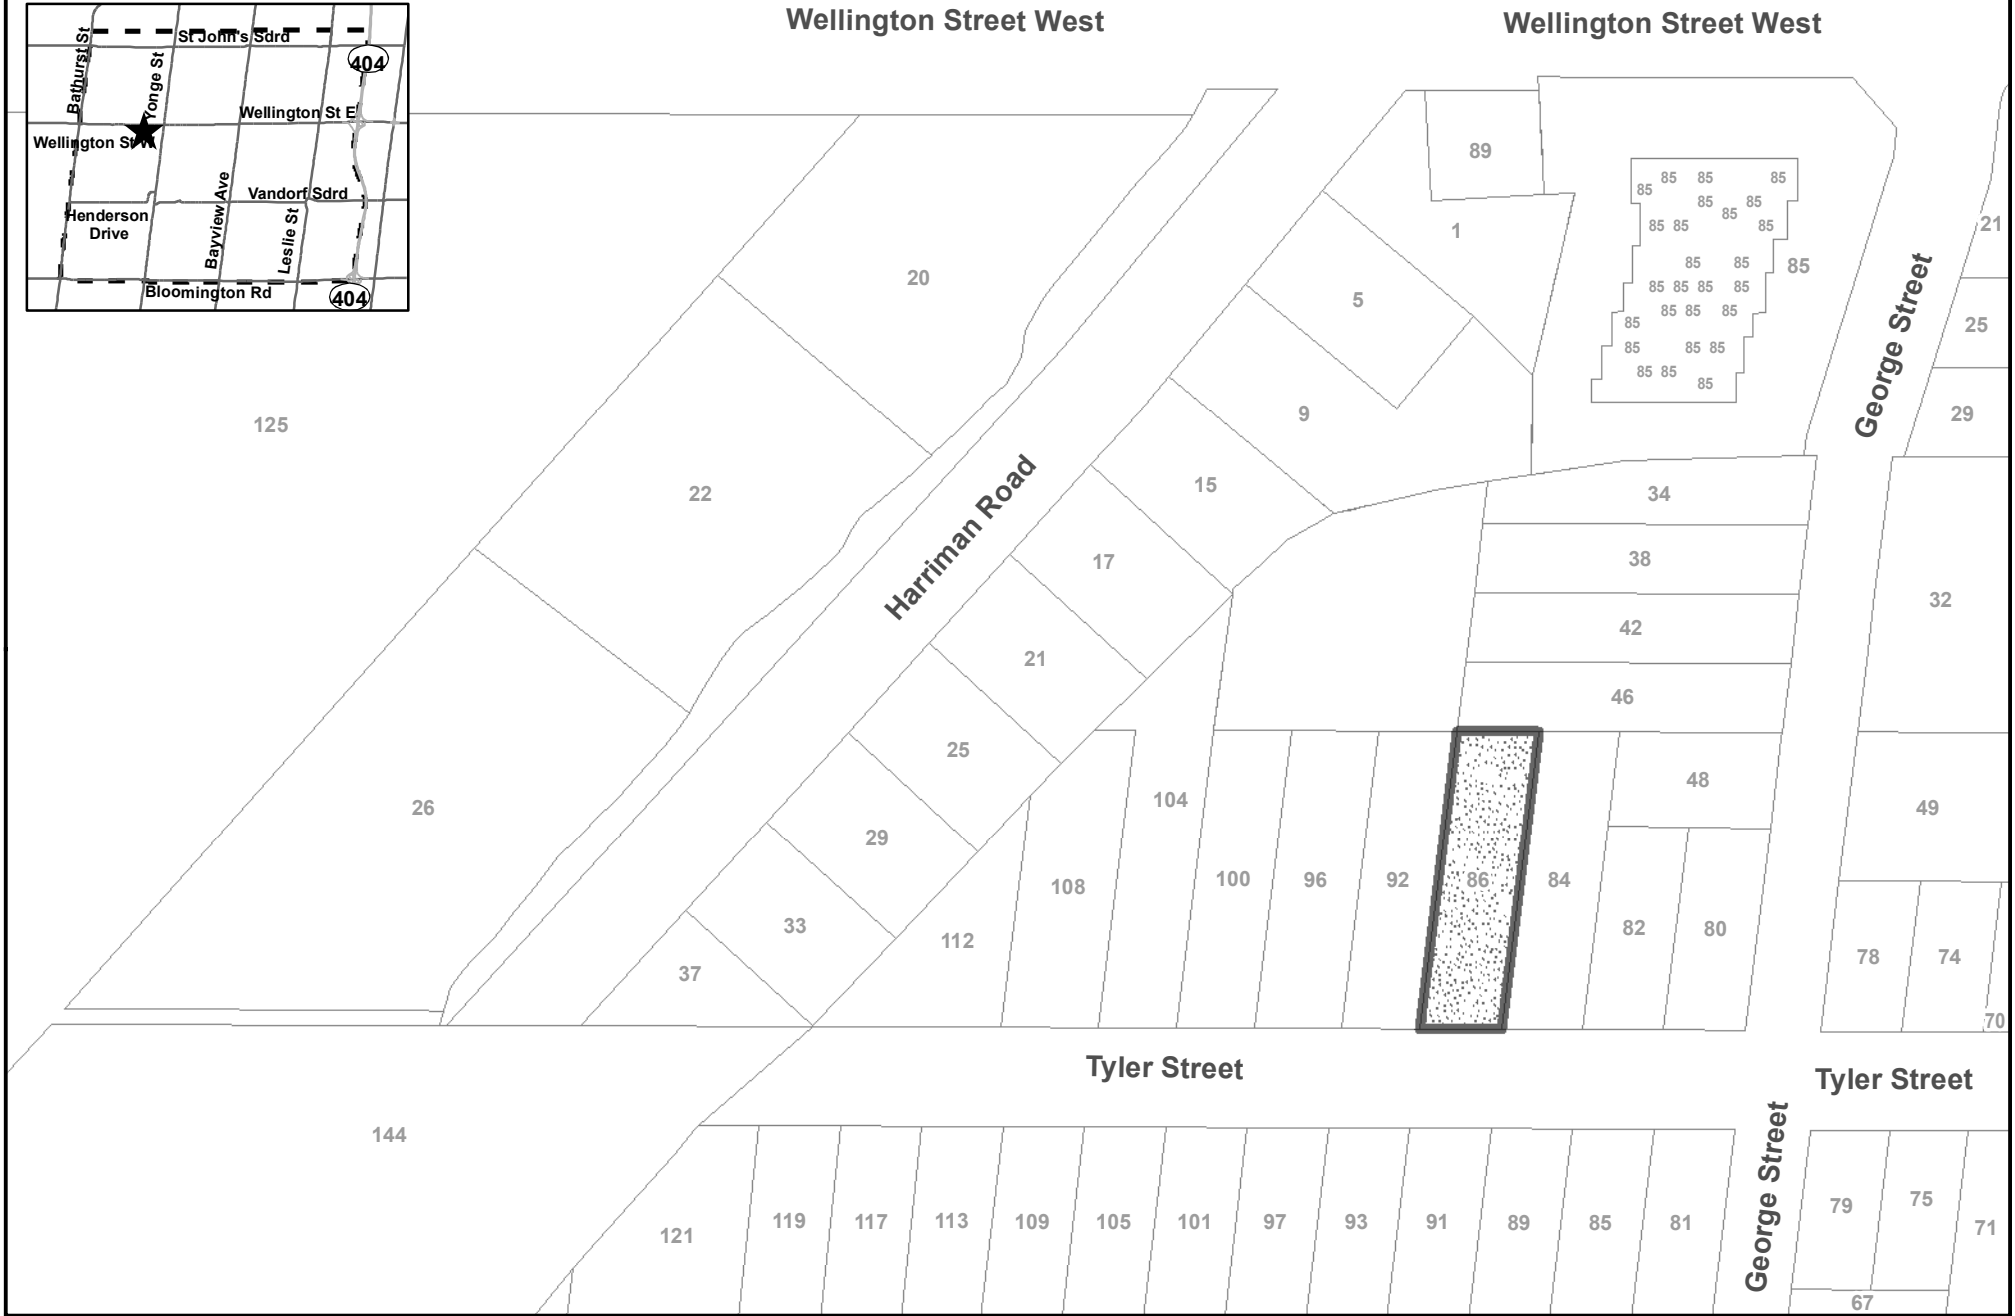 Wellington Street West
Wellington Street West
St John's Sdrd
Bathurst St
Yonge St
404
Wellington St E
Wellington St W
Vandorf Sdrd
Henderson
Drive
Bayview Ave
Leslie St
Bloomington Rd
404
89
1
5
9
15
17
21
25
29
33
37
20
22
26
125
144
Harriman Road
85 85 85
85
85 85
85
85 85 85
85 85
85
85 85 85 85
85 85 85
85
85 85 85
85 85
85
George Street
21
25
29
34
38
42
46
32
48
49
104
108
112
100
96
92
86
84
82
80
78
74
70
Tyler Street
Tyler Street
George Street
121
119
117
113
109
105
101
97
93
91
89
85
81
79
75
71
67